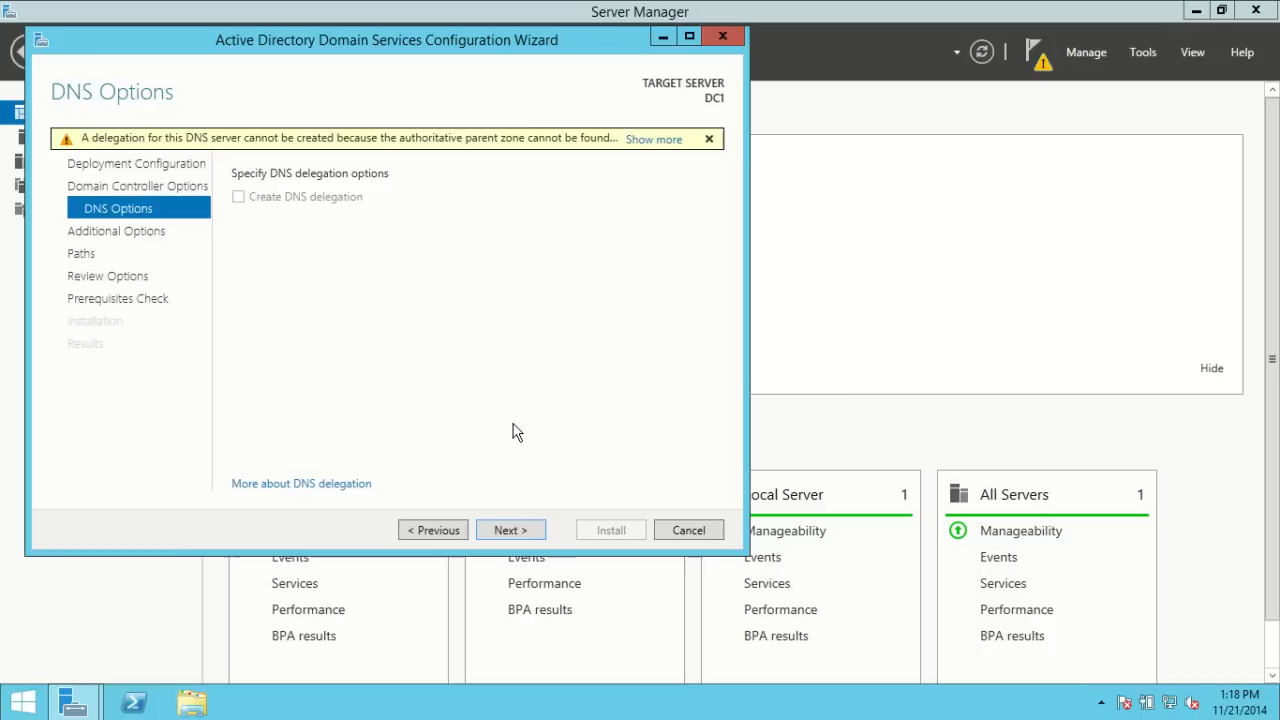 Server Manager
Active Directory Domain Services Configuration Wizard
Manage
Tools
View
Help
DNS Options
TARGET SERVER
DC1
A delegation for this DNS server cannot be created because the authoritative parent zone cannot be found... Show more
Deployment Configuration
Domain Controller Options
DNS Options
Additional Options
Paths
Review Options
Prerequisites Check
Installation
Results
Specify DNS delegation options
Create DNS delegation
More about DNS delegation
< Previous
Next >
Install
Cancel
Hide
ocal Server 1
Manageability
Events
Services
Performance
BPA results
All Servers 1
Manageability
Events
Services
Performance
BPA results
Events
Services
Performance
BPA results
Events
Performance
BPA results
1:18 PM
11/21/2014